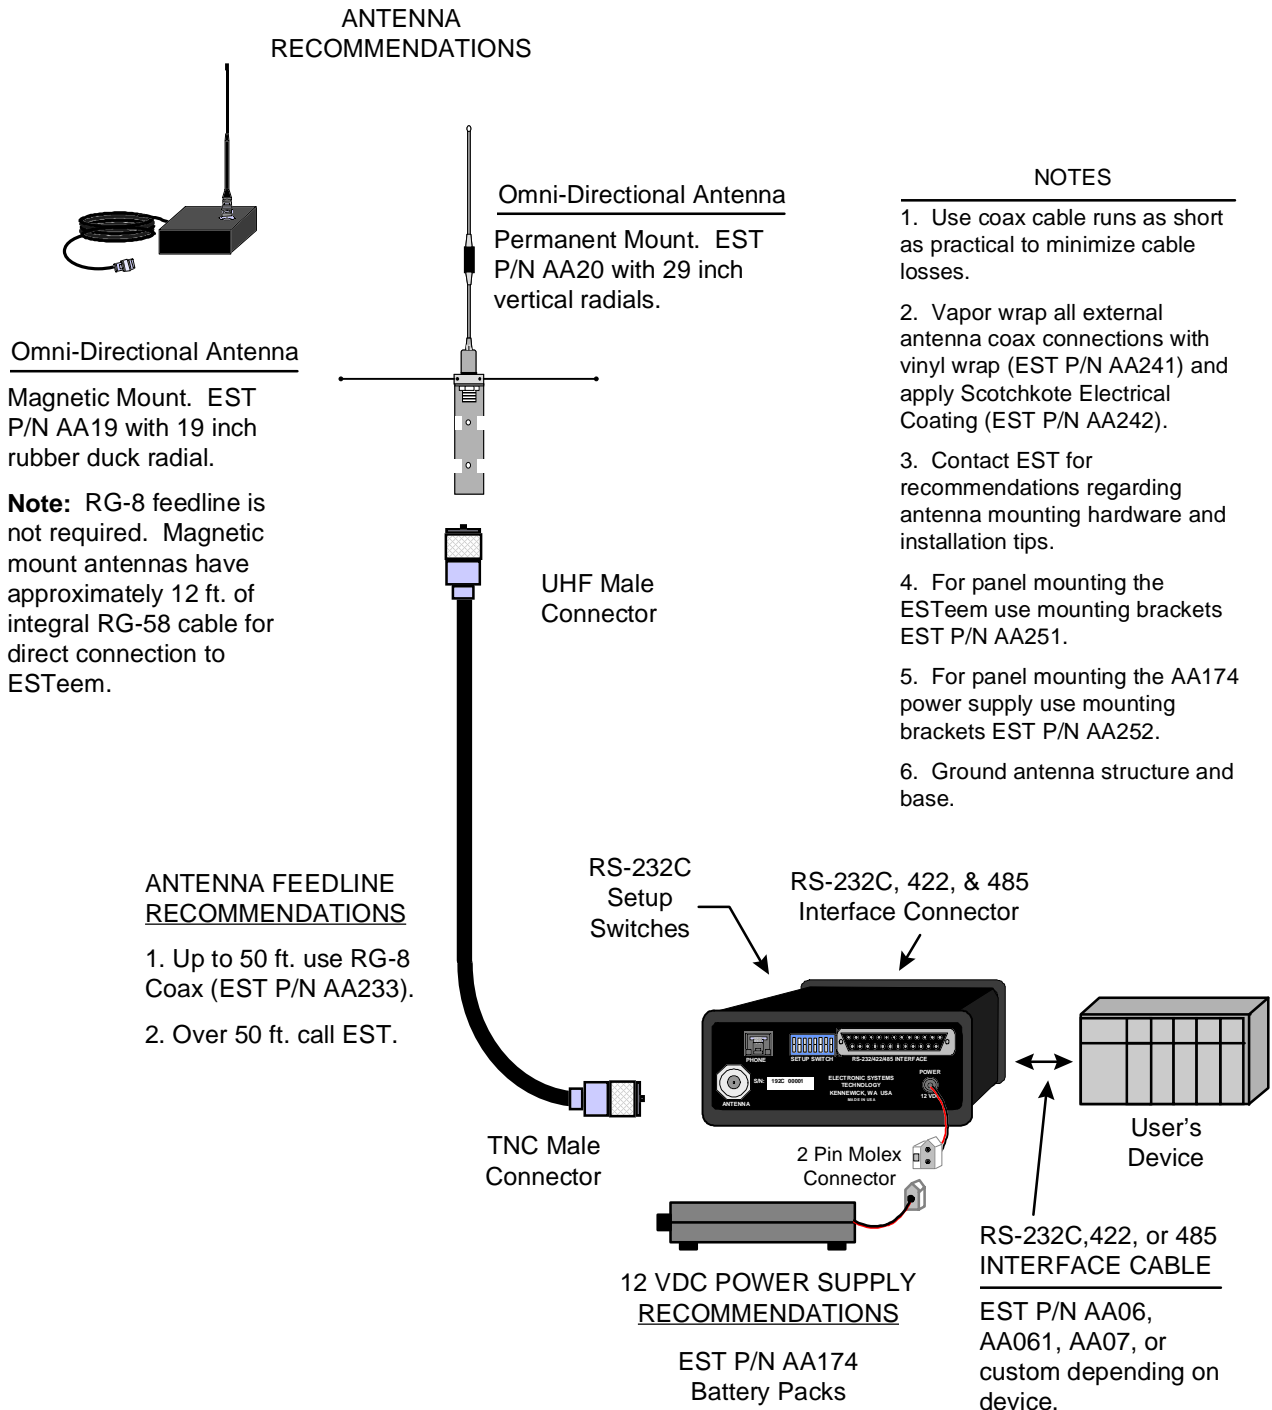 ANTENNA
RECOMMENDATIONS
Omni-Directional Antenna
Permanent Mount.  EST
P/N AA20 with 29 inch
vertical radials.
Omni-Directional Antenna
Magnetic Mount.  EST
P/N AA19 with 19 inch
rubber duck radial.
Note:  RG-8 feedline is
not required.  Magnetic
mount antennas have
approximately 12 ft. of
integral RG-58 cable for
direct connection to
ESTeem.
NOTES
1.  Use coax cable runs as short
as practical to minimize cable
losses.
2.  Vapor wrap all external
antenna coax connections with
vinyl wrap (EST P/N AA241) and
apply Scotchkote Electrical
Coating (EST P/N AA242).
3.  Contact EST for
recommendations regarding
antenna mounting hardware and
installation tips.
4.  For panel mounting the
ESTeem use mounting brackets
EST P/N AA251.
5.  For panel mounting the AA174
power supply use mounting
brackets EST P/N AA252.
6.  Ground antenna structure and
base.
UHF Male
Connector
ANTENNA FEEDLINE
RECOMMENDATIONS
1. Up to 50 ft. use RG-8
Coax (EST P/N AA233).
2. Over 50 ft. call EST.
RS-232C
Setup
Switches
RS-232C, 422, & 485
Interface Connector
PHONE
SETUP SWITCH
RS-232/422/485 INTERFACE
S/N:
192C 00001
ELECTRONIC SYSTEMS
TECHNOLOGY
KENNEWICK, WA USA
MADE IN USA
POWER
12 VDC
ANTENNA
TNC Male
Connector
2 Pin Molex
Connector
User's
Device
12 VDC POWER SUPPLY
RECOMMENDATIONS
EST P/N AA174
Battery Packs
RS-232C,422, or 485
INTERFACE CABLE
EST P/N AA06,
AA061, AA07, or
custom depending on
device.